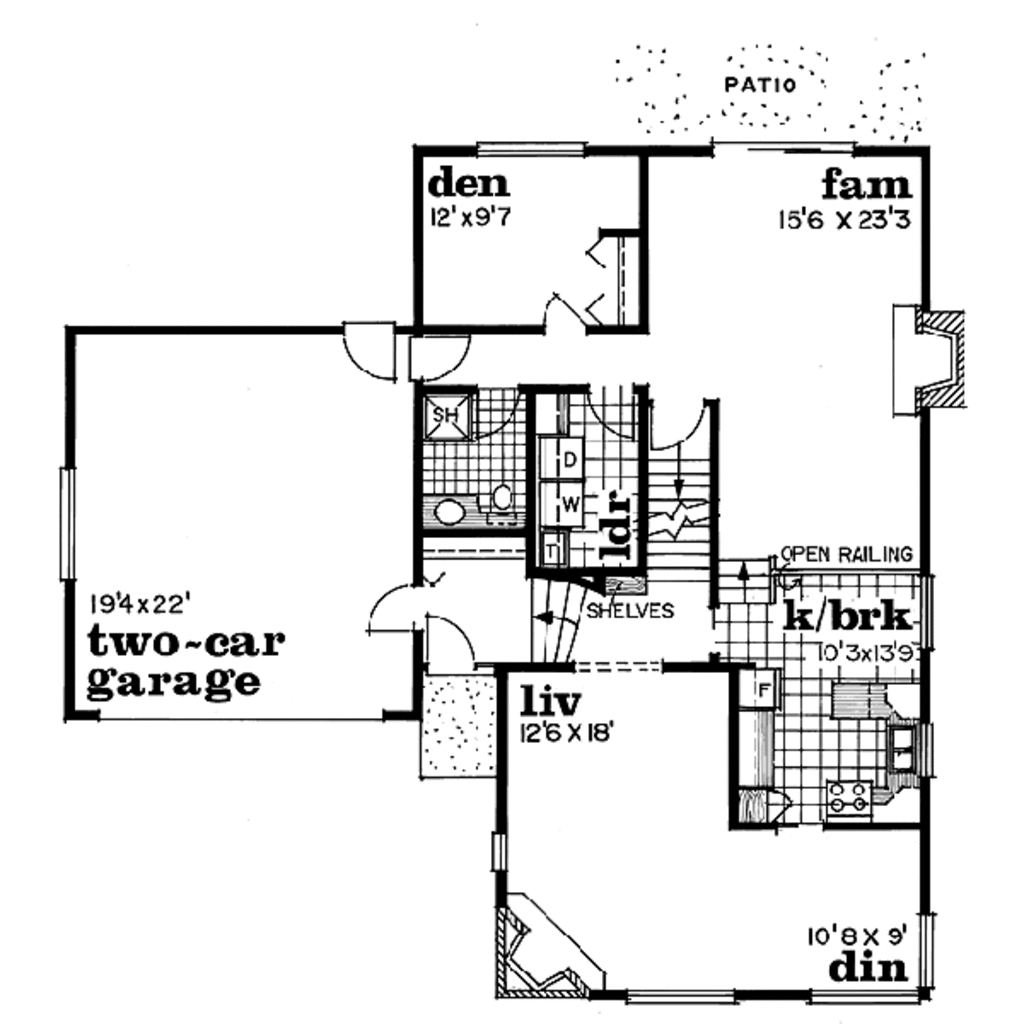 PATIO
den
12' x 9'7
fam
15'6 X 23'3
SH
D
W
T
ldr
OPEN RAILING
SHELVES
k/brk
10'3x13'9
19'4x22'
two~car
garage
liv
12'6 X 18'
F
10'8 X 9'
din